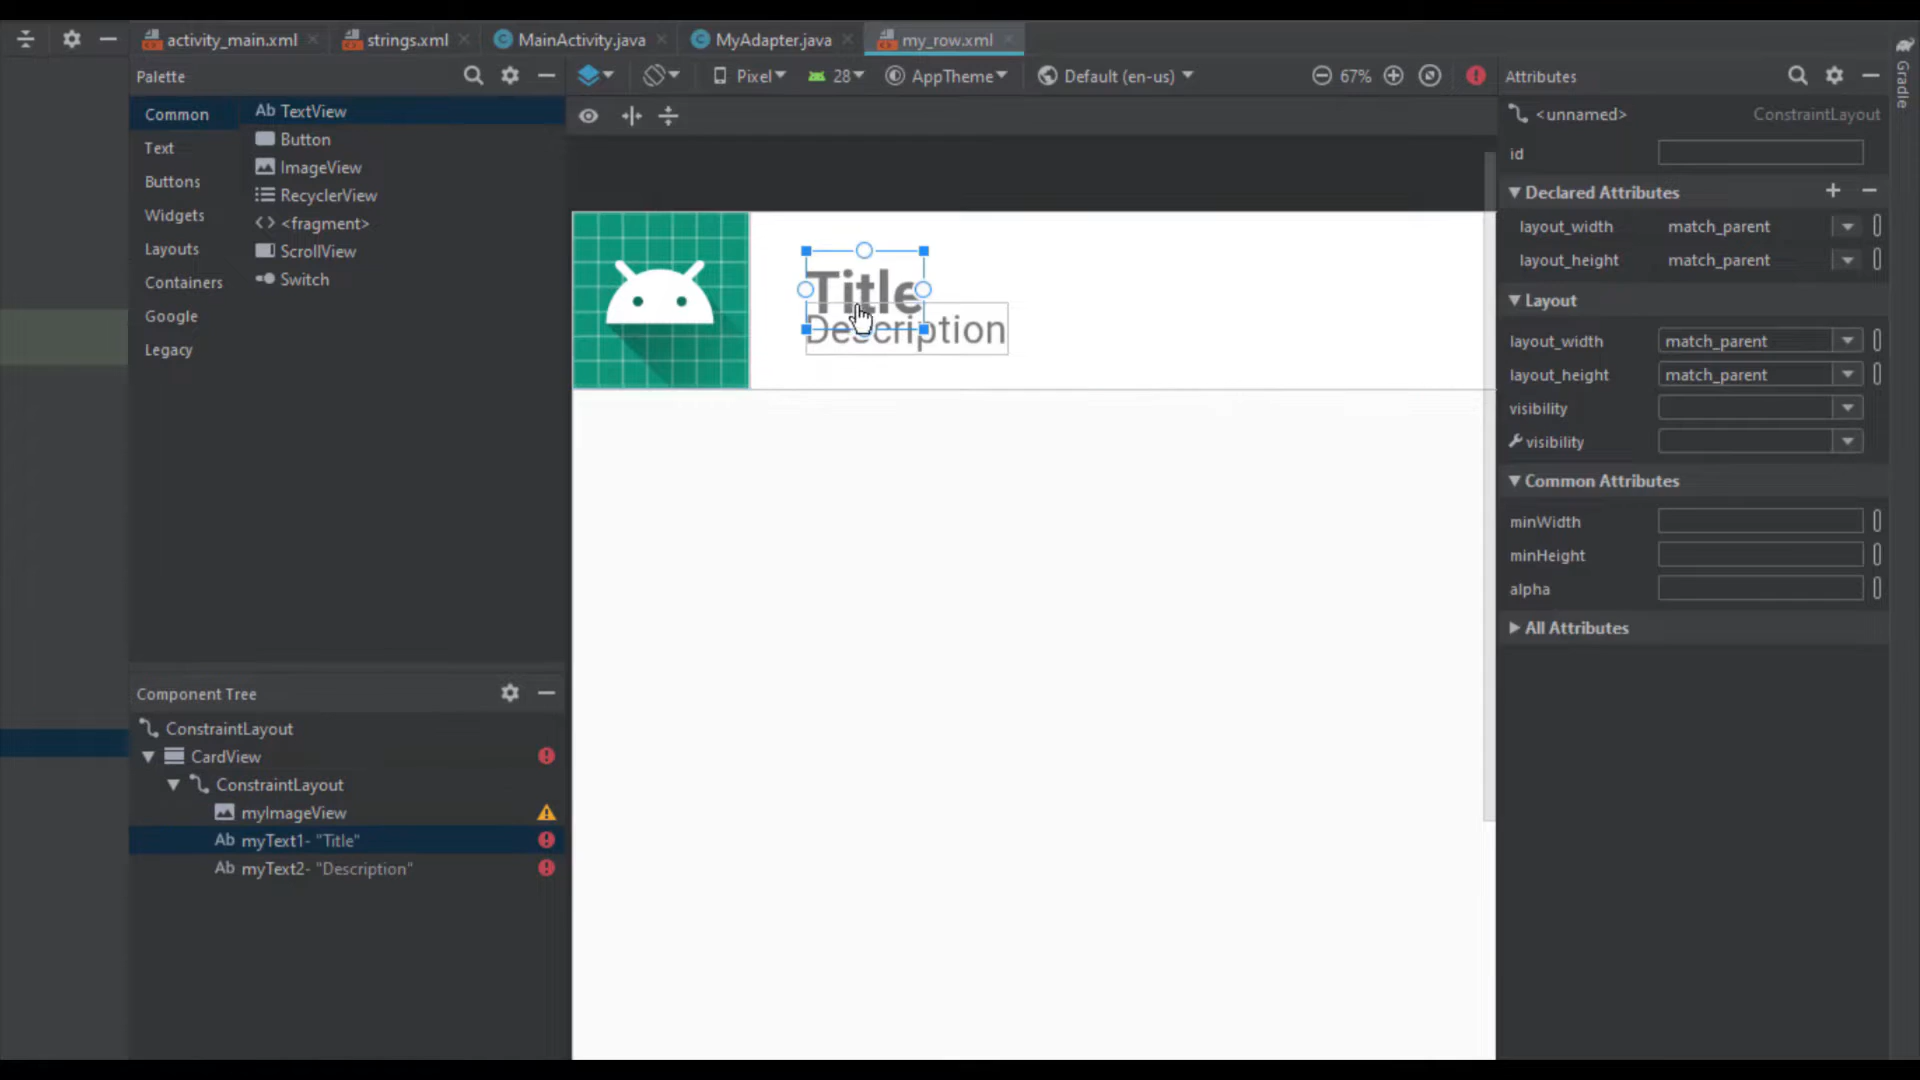 activity_main.xml
strings.xml
MainActivity.java
MyAdapter.java
my_row.xml
Palette
Pixel
28
AppTheme
Default (en-us)
67%
Attributes
Gradle
Common
Text
Buttons
Widgets
Layouts
Containers
Google
Legacy
Ab TextView
Button
ImageView
RecyclerView
<fragment>
ScrollView
Switch
Title
Description
<unnamed>
ConstraintLayout
id
Declared Attributes
layout_width match_parent
layout_height match_parent
Layout
layout_width match_parent
layout_height match_parent
visibility
visibility
Common Attributes
minWidth
minHeight
alpha
All Attributes
Component Tree
ConstraintLayout
CardView
ConstraintLayout
myImageView
Ab myText1- "Title"
Ab myText2- "Description"